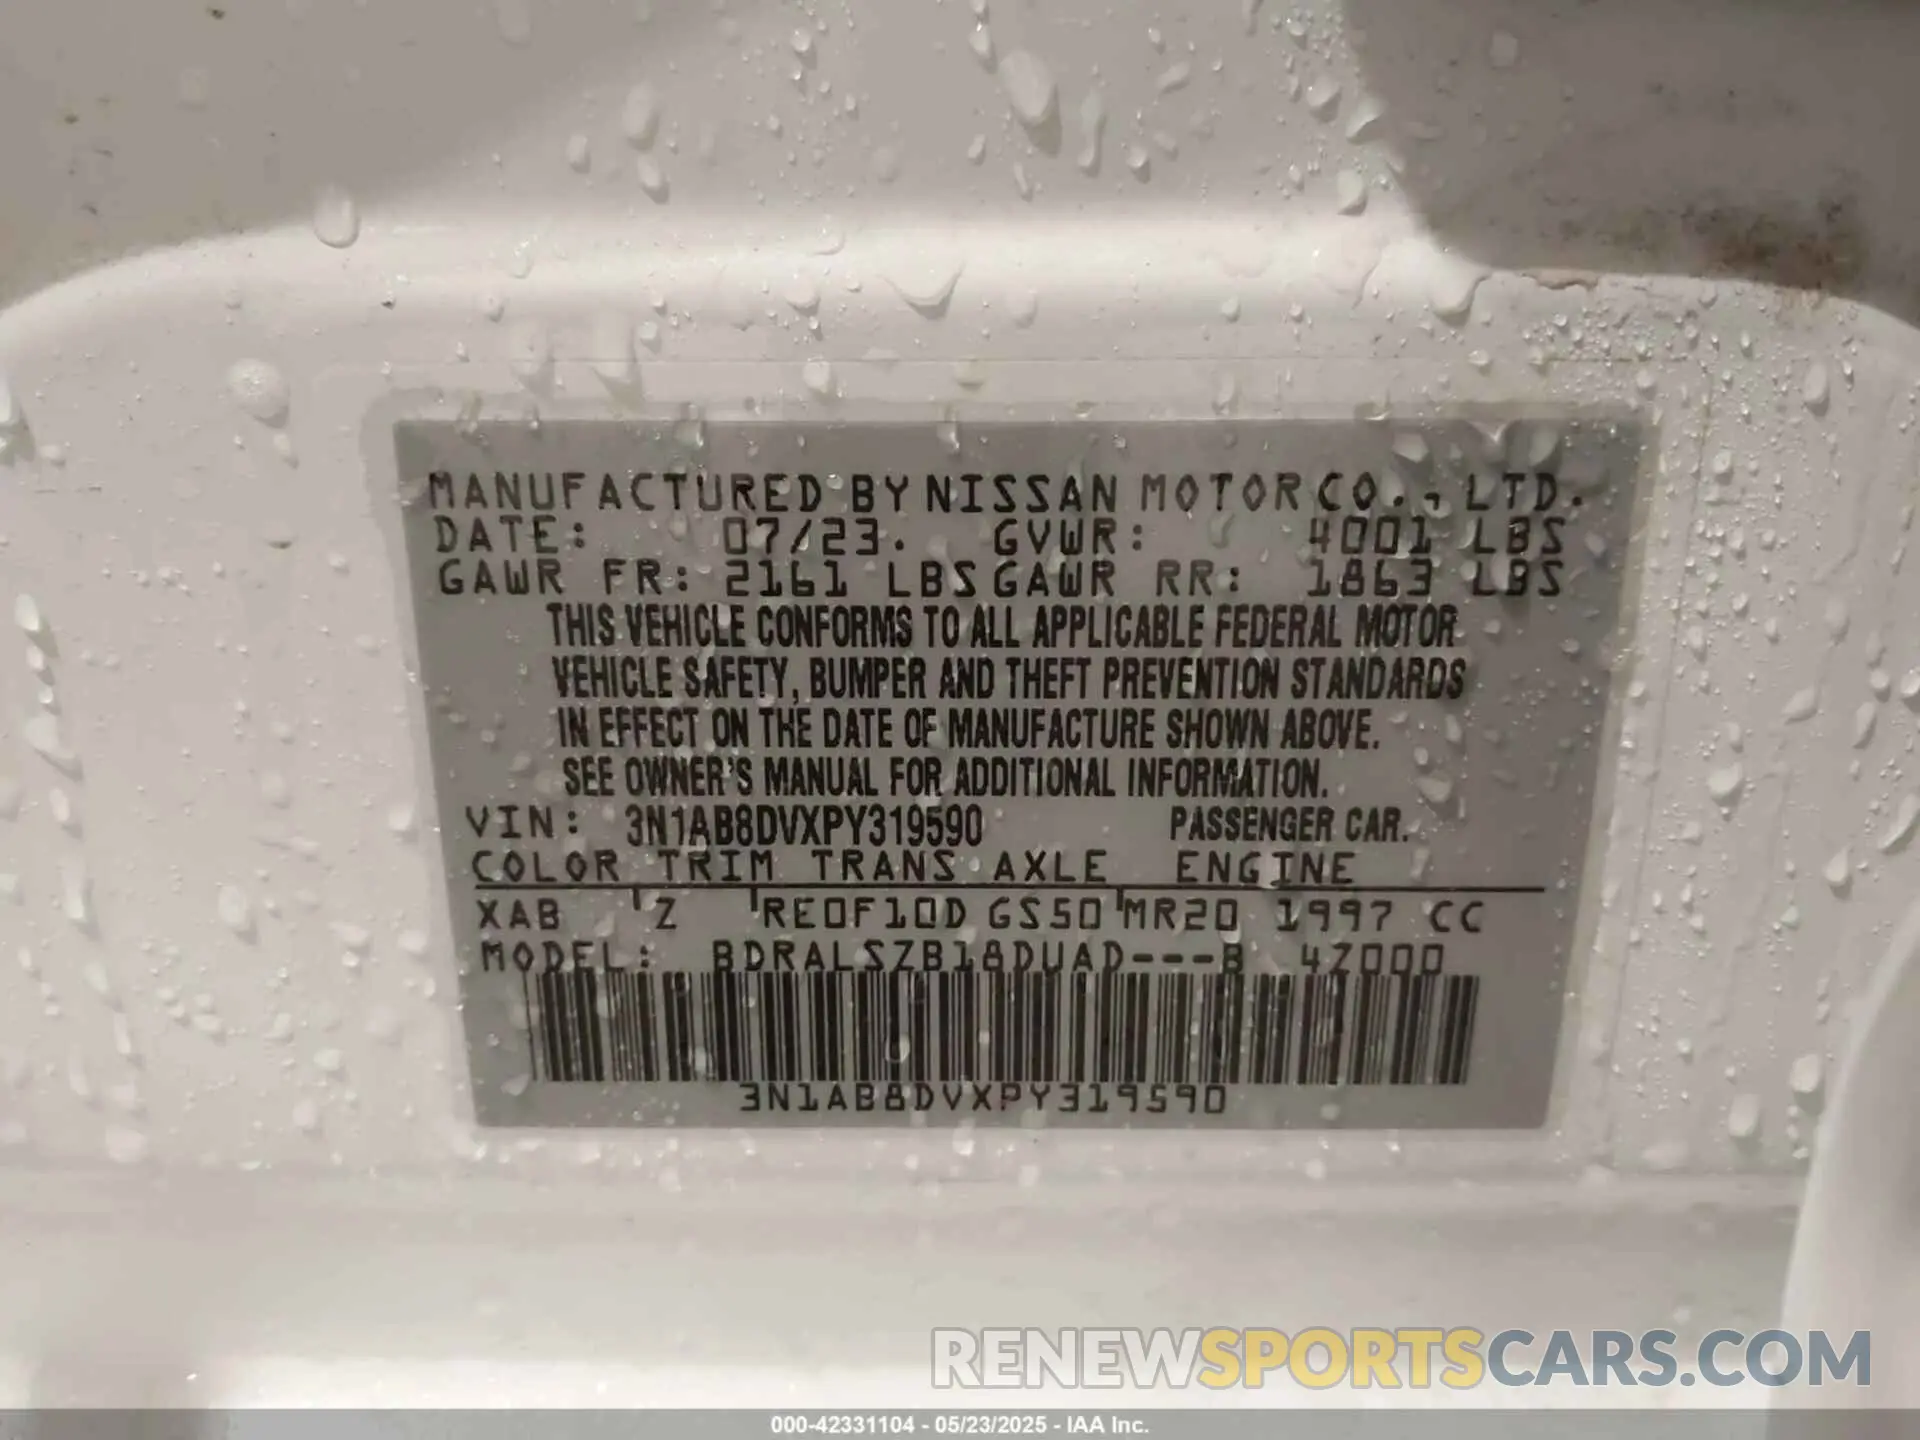 MANUFACTURED BY NISSAN MOTOR CO., LTD.
DATE: 07/23. GVWR: 4001 LBS
GAWR FR: 2161 LBS GAWR RR: 1863 LBS
THIS VEHICLE CONFORMS TO ALL APPLICABLE FEDERAL MOTOR
VEHICLE SAFETY, BUMPER AND THEFT PREVENTION STANDARDS
IN EFFECT ON THE DATE OF MANUFACTURE SHOWN ABOVE.
SEE OWNER'S MANUAL FOR ADDITIONAL INFORMATION.
VIN: 3N1AB8DVXPY319590 PASSENGER CAR.
COLOR TRIM TRANS AXLE ENGINE
XAB Z RE0F10D GS50 MR20 1997 CC
MODEL: BDRALSZB18DUAD---B 4Z000
3N1AB8DVXPY319590
RENEWSPORTSCARS.COM
000-42331104 - 05/23/2025 - IAA Inc.